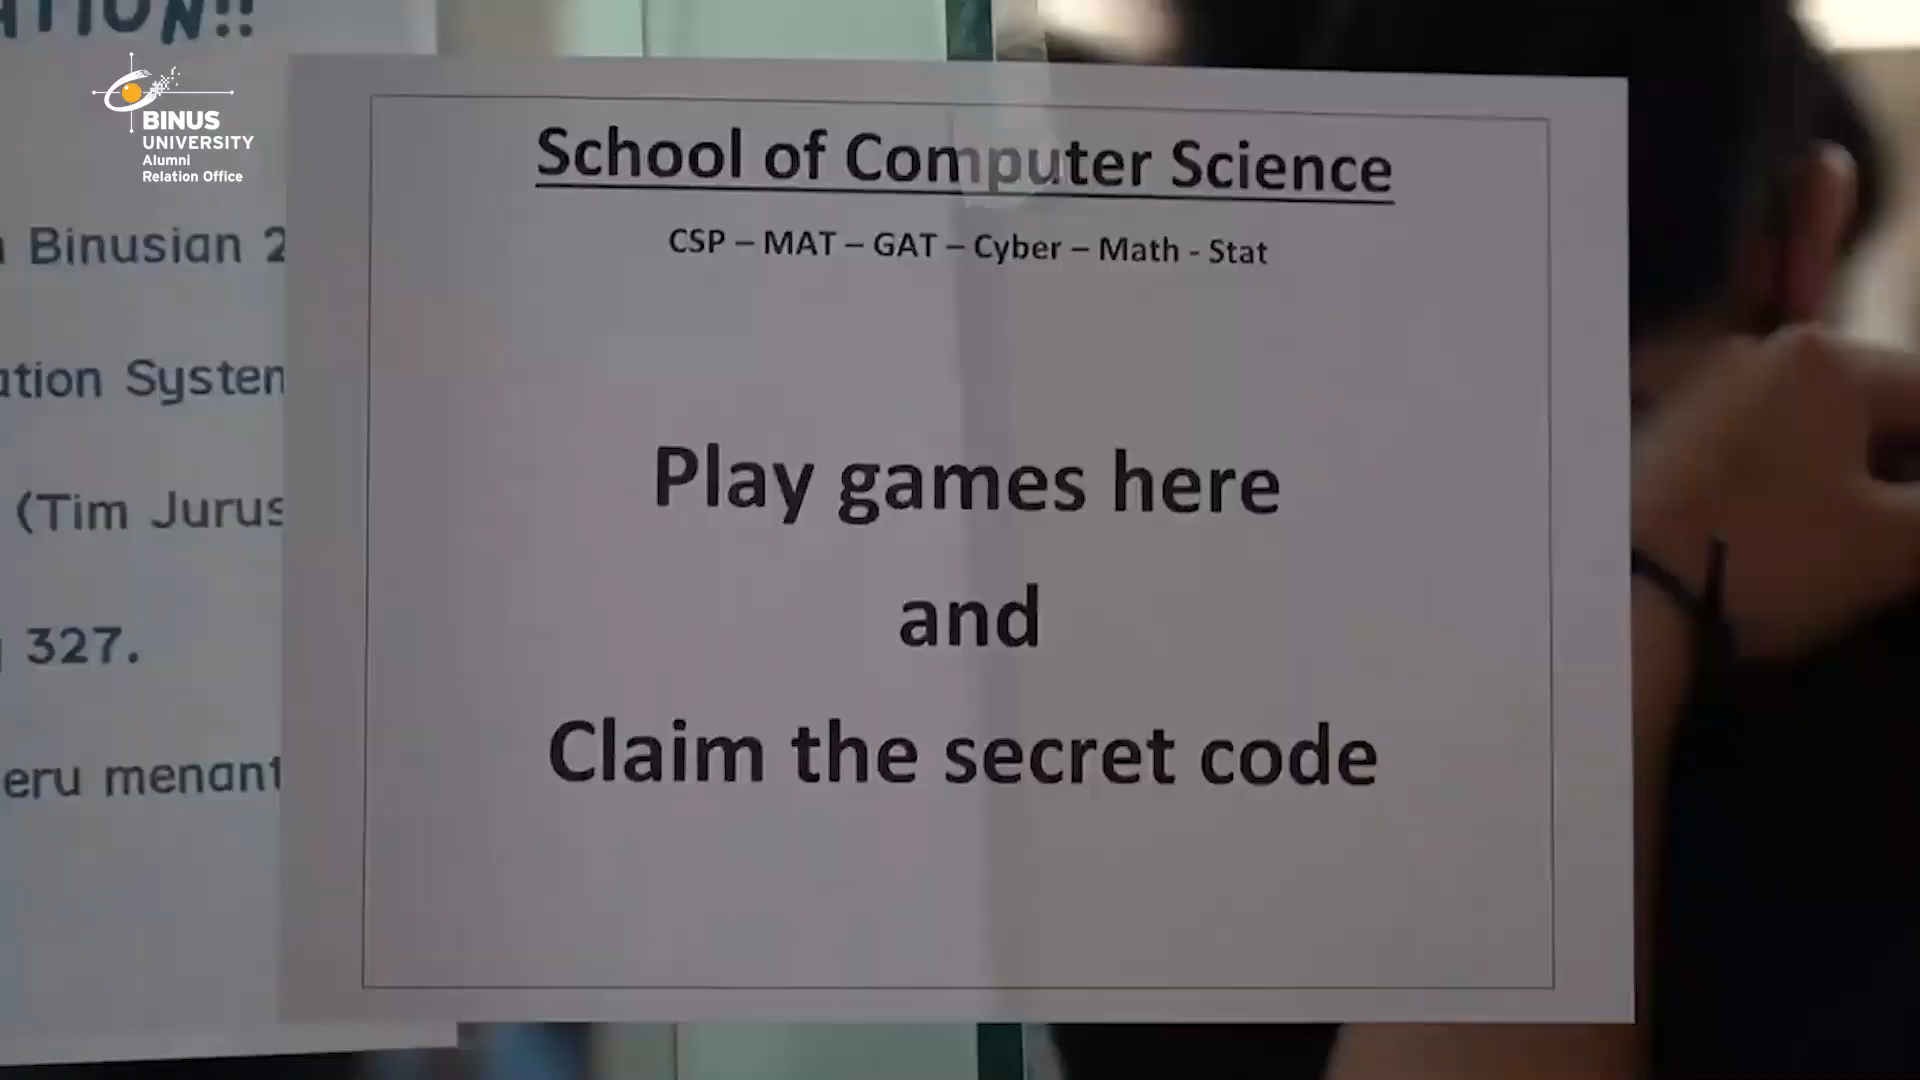 BINUS
UNIVERSITY
Alumni
Relation Office
Binusian
System
(Tim
327.
School of Computer Science
CSP – MAT – GAT – Cyber – Math - Stat
Play games here
and
Claim the secret code